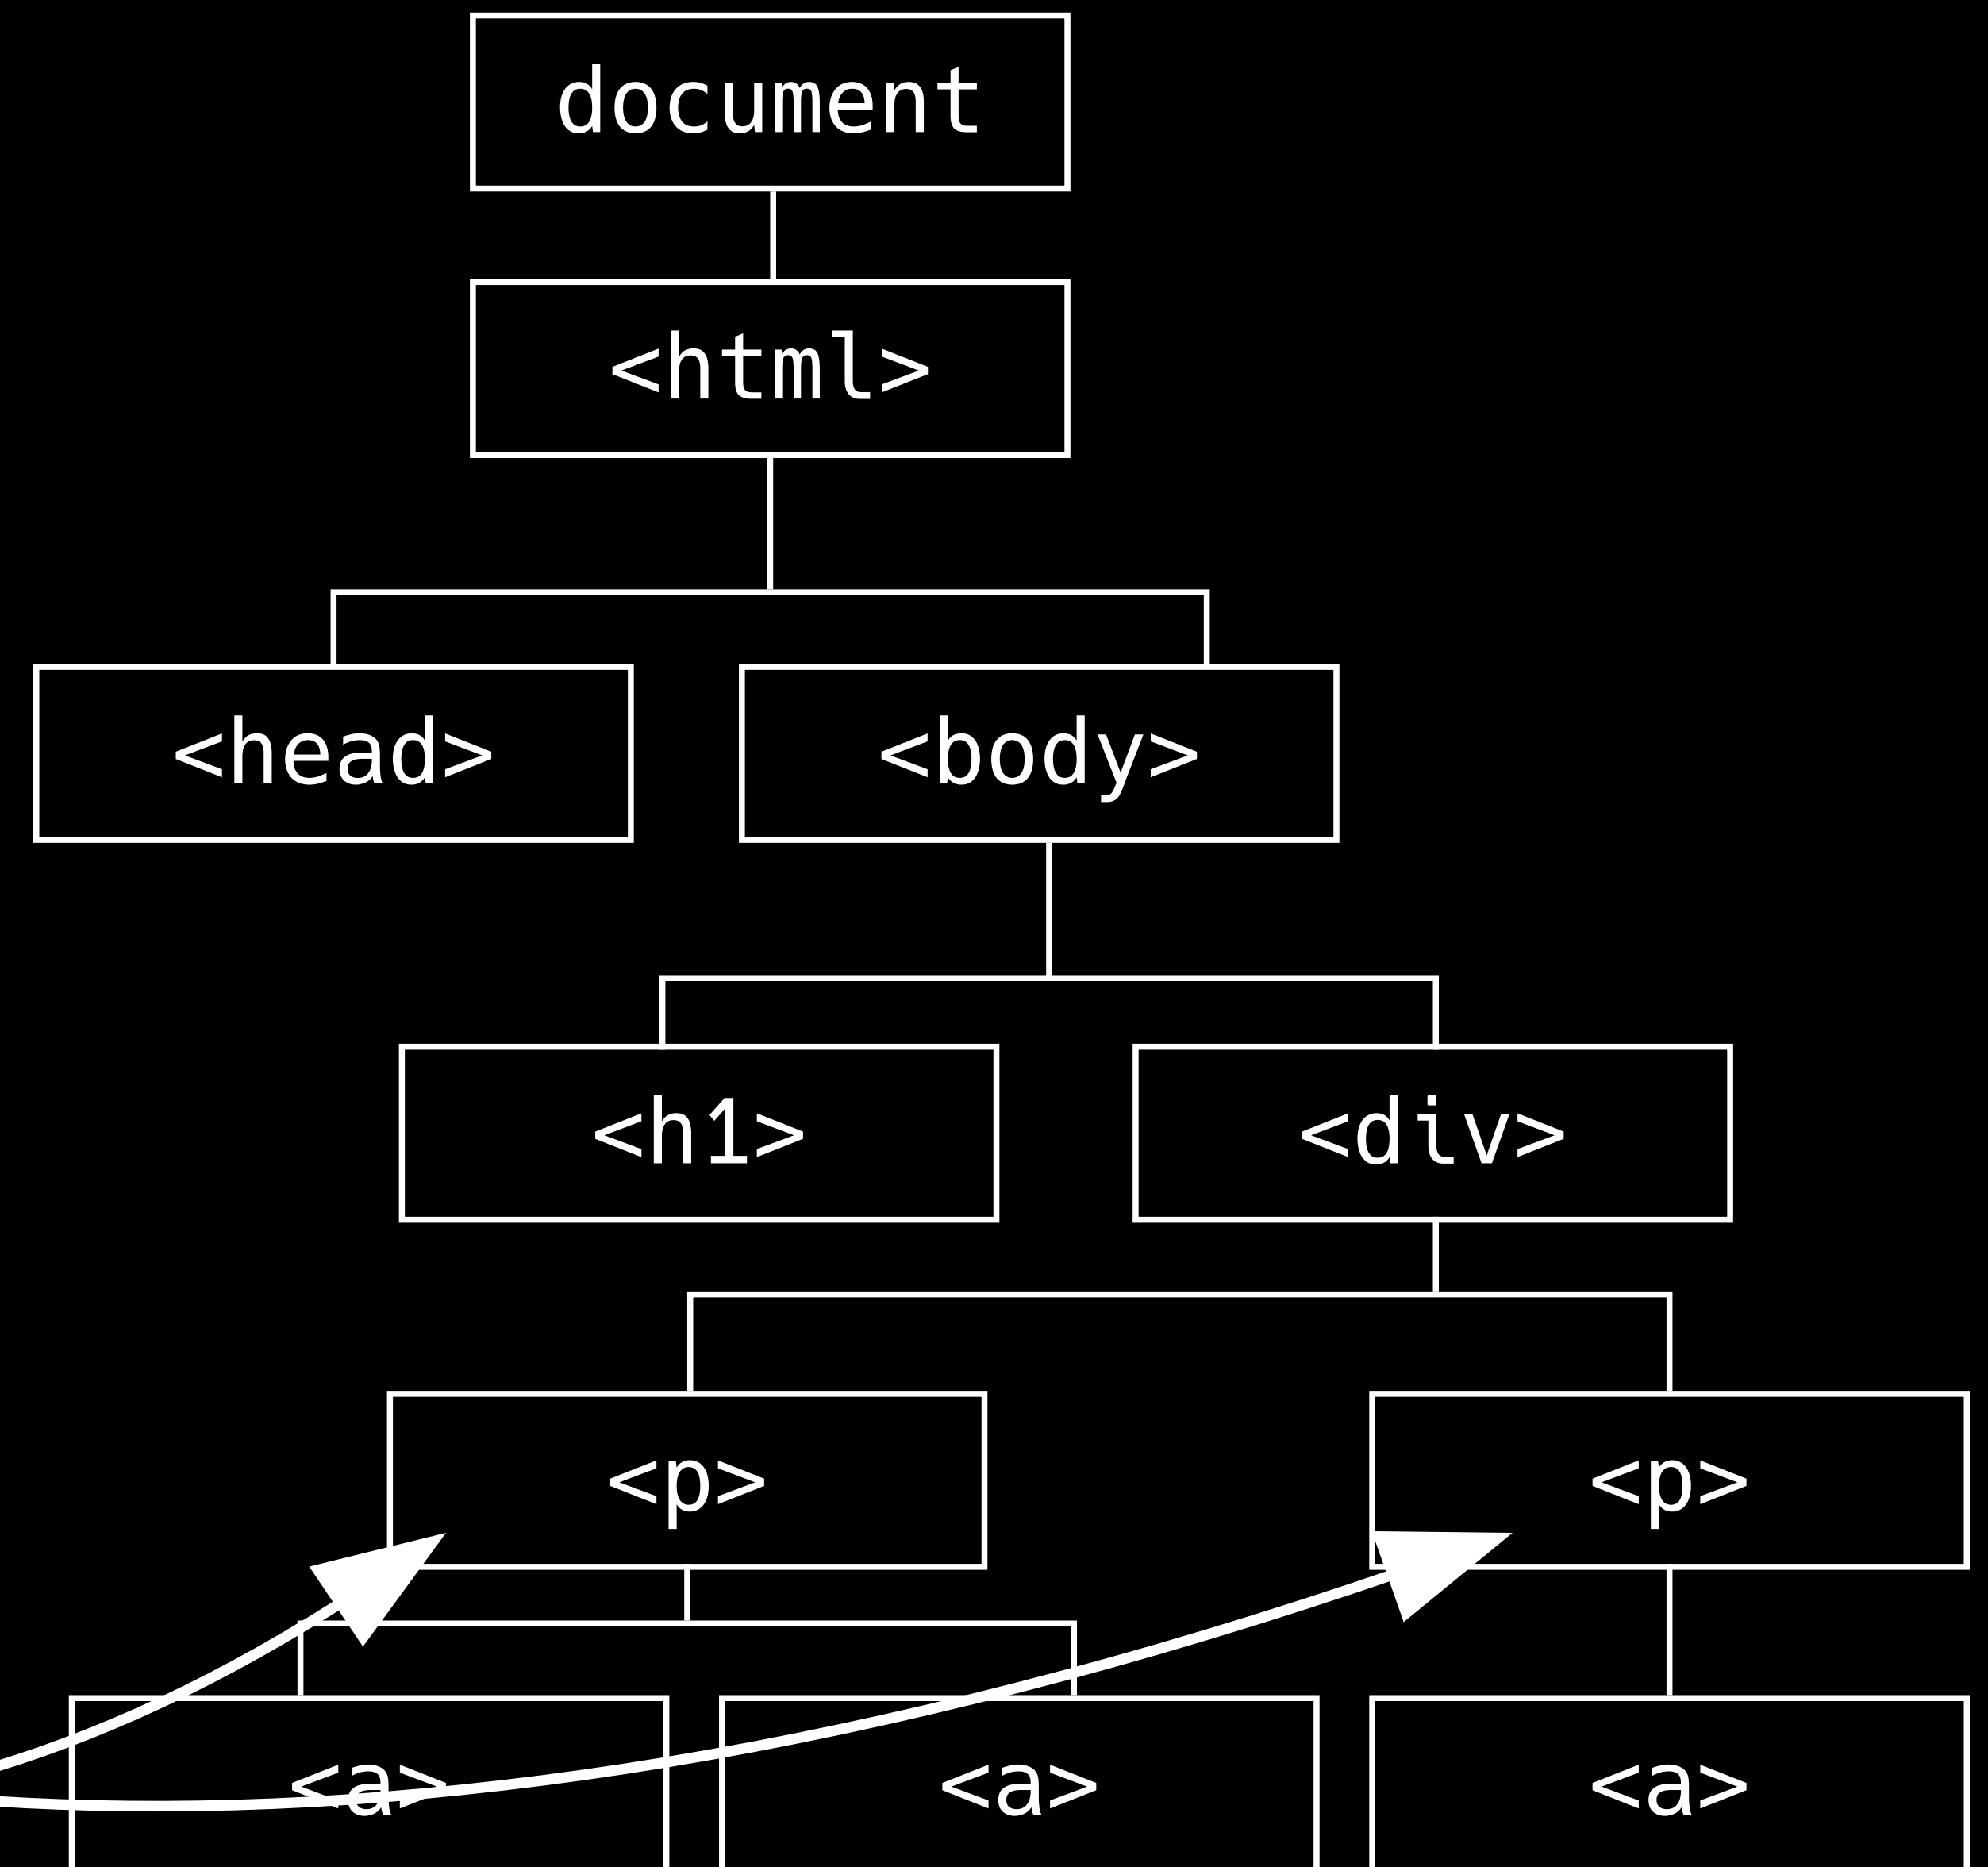 document
<html>
<head>
<body>
<h1>
<div>
<p>
<p>
<a>
<a>
<a>